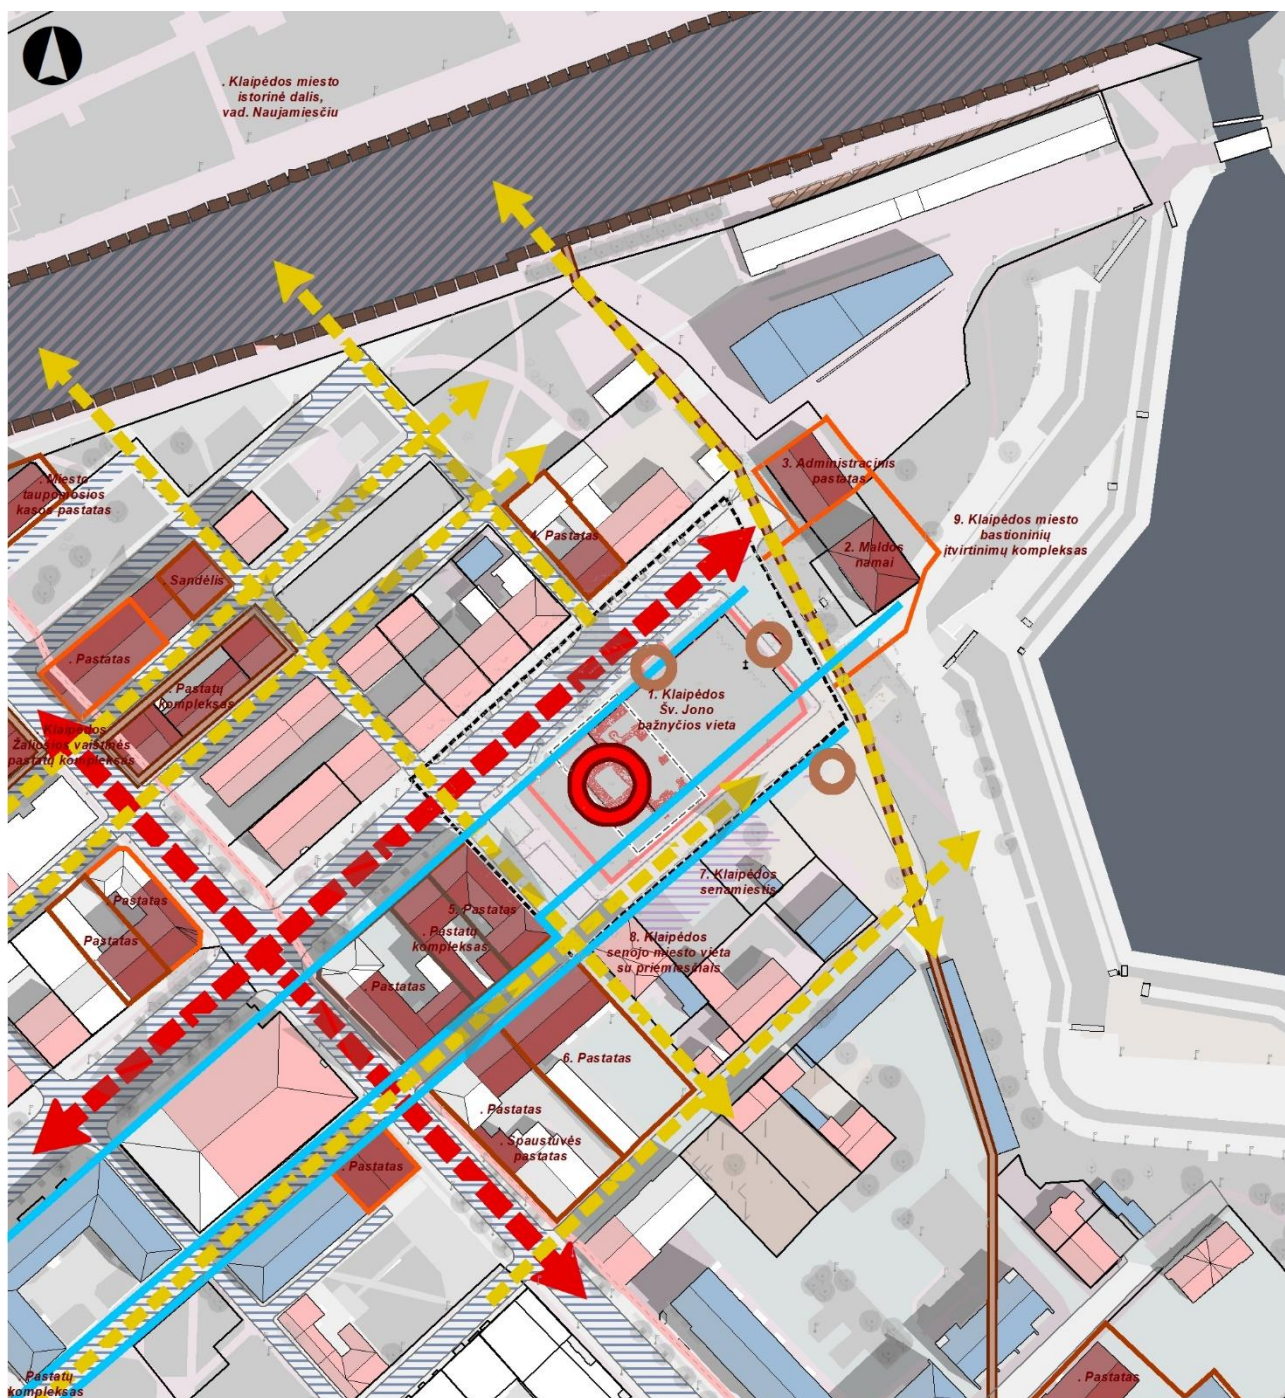 . Klaipėdos miesto
istorinė dalis,
vad. Naujamiesčiu
3. Administracinis
pastatas
. Miesto
taupomosios
kasos pastatas
9. Klaipėdos miesto
bastioninių
įtvirtinimų kompleksas
4. Pastatas
2. Maldos
namai
. Sandėlis
. Pastatas
. Pastatų
kompleksas
1. Klaipėdos
Šv. Jono
bažnyčios vieta
Klaipėdos
Žaliosios vaistinės
pastatų kompleksas
7. Klaipėdos
senamiestis
. Pastatas
5. Pastatas
Pastatas
. Pastatų
kompleksas
8. Klaipėdos
senojo miesto vieta
su priemiesčiais
. Pastatas
6. Pastatas
. Pastatas
. Spaustuvės
pastatas
. Pastatas
Pastatų
kompleksas
. Pastatas